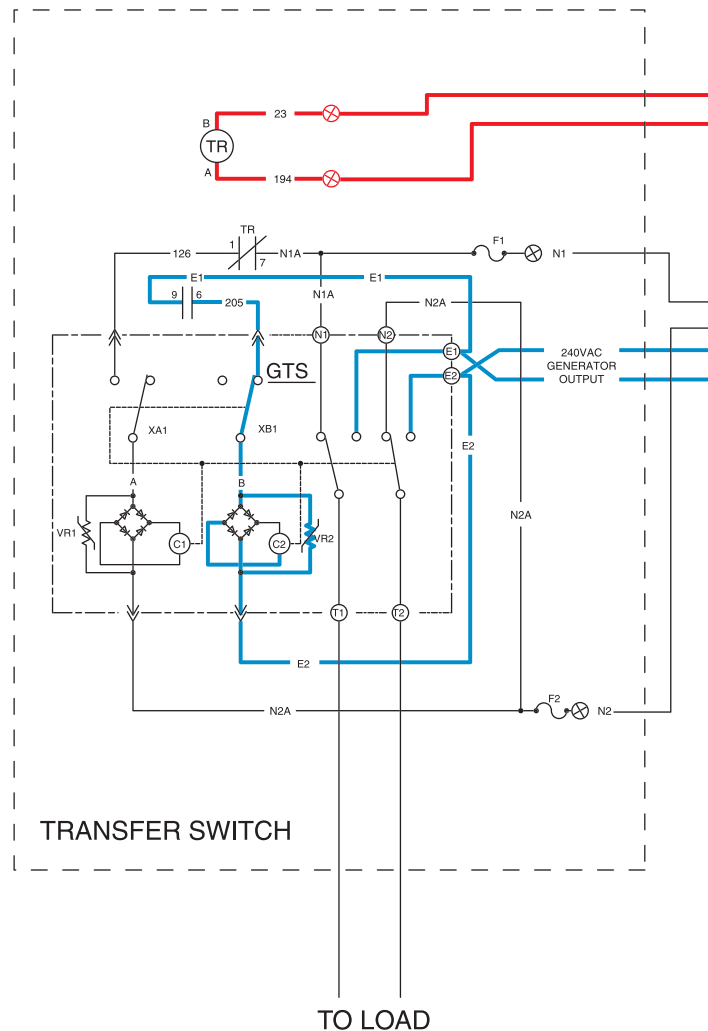 B
23
TR
A
194
TR
126
1
7
N1A
F1
N1
E1
E1
9
6
205
N1A
N2A
N1
N2
E1
E2
240VAC
GENERATOR
OUTPUT
GTS
XA1
XB1
E2
A
B
N2A
VR1
C1
C2
VR2
T1
T2
E2
N2A
F2
N2
TRANSFER SWITCH
TO LOAD